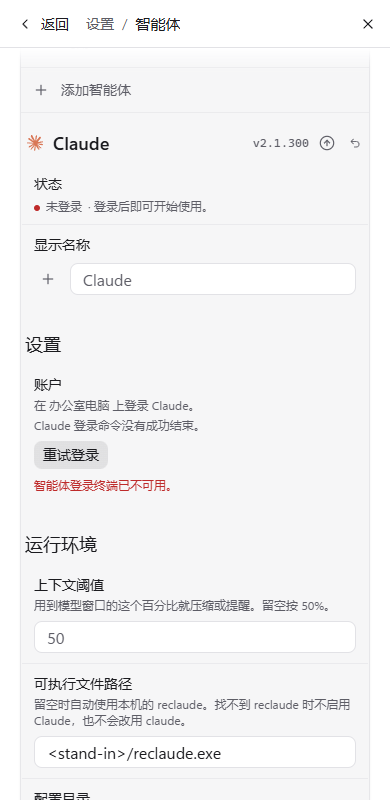 返回 设置 / 智能体
添加智能体
Claude v2.1.300
状态
未登录 · 登录后即可开始使用。
显示名称
Claude
设置
账户
在 办公室电脑 上登录 Claude。
Claude 登录命令没有成功结束。
重试登录
智能体登录终端已不可用。
运行环境
上下文阈值
用到模型窗口的这个百分比就压缩或提醒。留空按 50%。
50
可执行文件路径
留空时自动使用本机的 reclaude。找不到 reclaude 时不启用
Claude，也不会改用 claude。
<stand-in>/reclaude.exe
配置目录